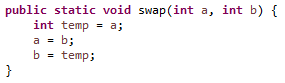 public static void swap(int a, int b) {
    int temp = a;
    a = b;
    b = temp;
}